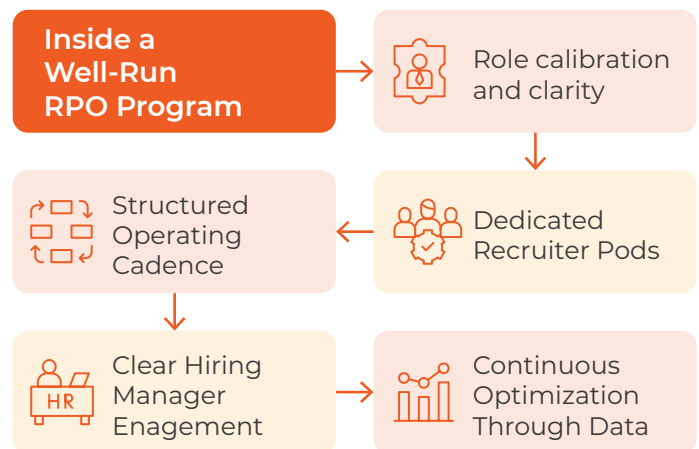 Inside a
Well-Run
RPO Program
Role calibration
and clarity
Dedicated
Recruiter Pods
Structured
Operating
Cadence
HR
Clear Hiring
Manager
Enagement
Continuous
Optimization
Through Data